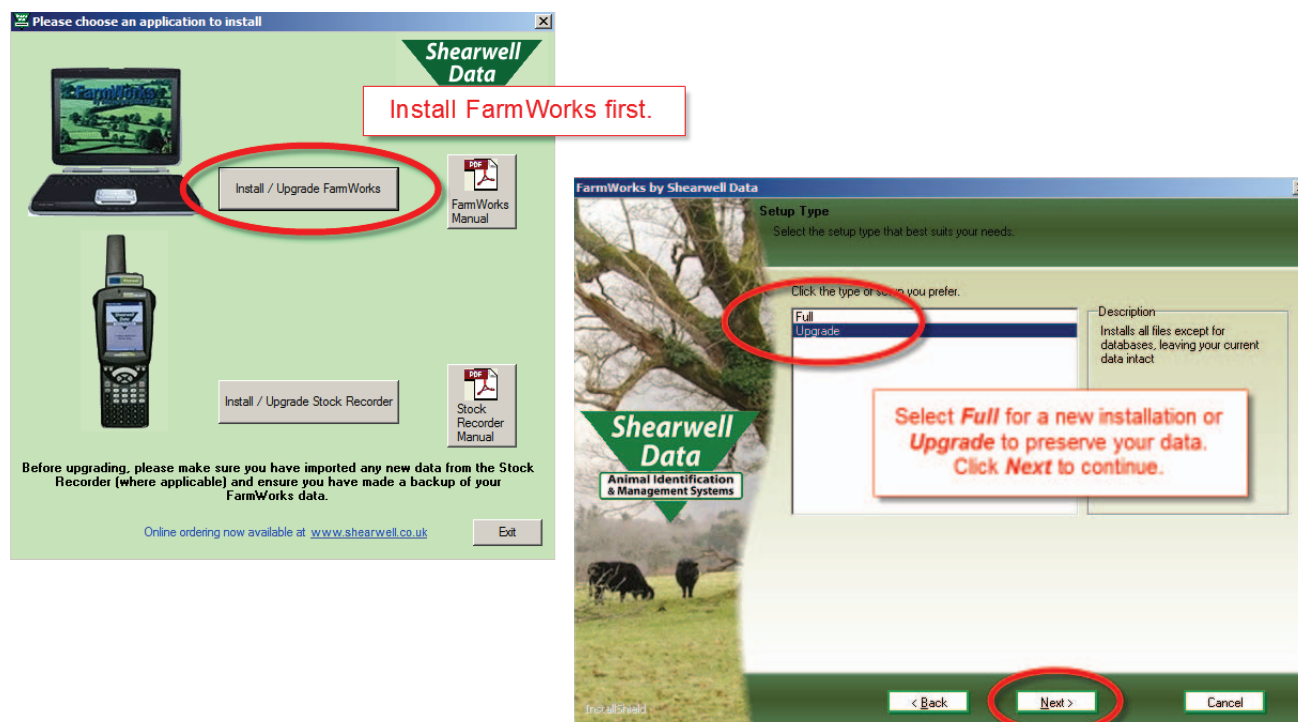 Please choose an application to install
Shearwell
Data
Install FarmWorks first.
FarmWorks
Install / Upgrade FarmWorks
PDF
FarmWorks
Manual
Install / Upgrade Stock Recorder
PDF
Stock
Recorder
Manual
Before upgrading, please make sure you have imported any new data from the Stock
Recorder (where applicable) and ensure you have made a backup of your
FarmWorks data.
Online ordering now available at www.shearwell.co.uk
Exit
FarmWorks by Shearwell Data
Setup Type
Select the setup type that best suits your needs.
Click the type of setup you prefer.
Full
Upgrade
Description
Installs all files except for
databases, leaving your current
data intact
Select Full for a new installation or
Upgrade to preserve your data.
Click Next to continue.
Shearwell
Data
Animal Identification
& Management Systems
InstallShield
< Back
Next >
Cancel